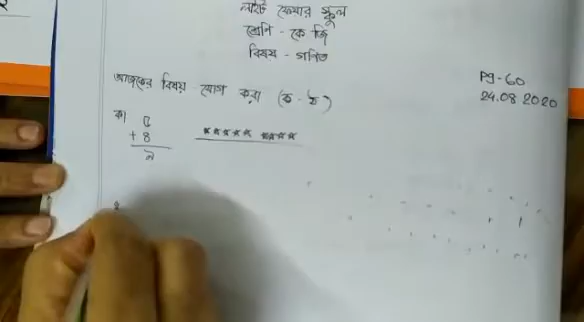 লাইট ফেয়ার স্কুল
শ্রেণি - কে জি
বিষয় - গণিত
Pg - 60
আজকের বিষয় - যোগ করা (ক - ঠ)
24.08 2020
ক। ৫
+ ৪ ***** ****
৯